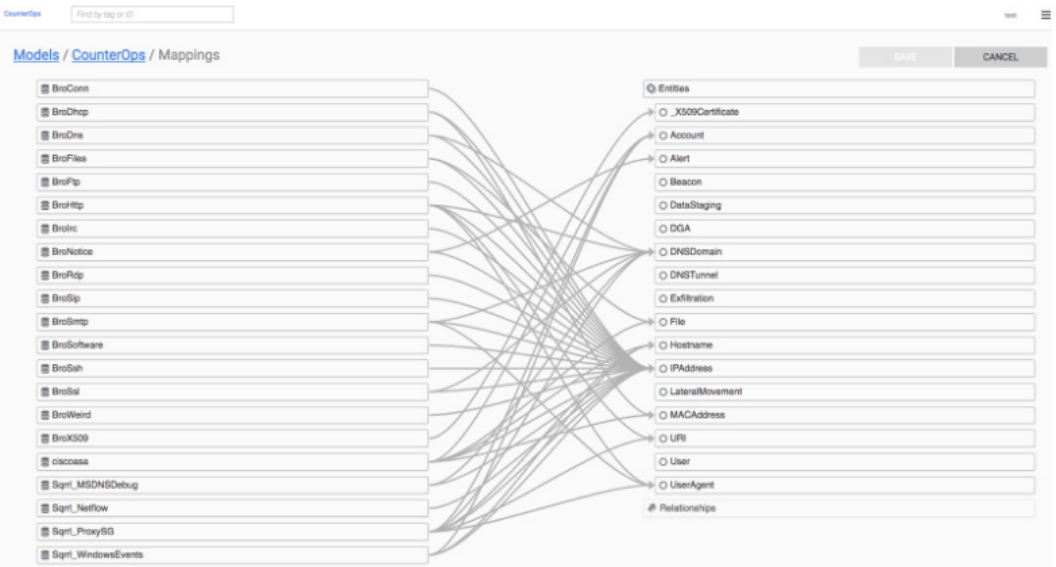 CounterOps
Find by tag or ID
test
Models / CounterOps / Mappings
SAVE
CANCEL
BroConn
BroDhcp
BroDns
BroFiles
BroFtp
BroHttp
BroIrc
BroNotice
BroRdp
BroSip
BroSmtp
BroSoftware
BroSsh
BroSsl
BroWeird
BroX509
ciscoasa
Sqrrl_MSDNSDebug
Sqrrl_Netflow
Sqrrl_ProxySG
Sqrrl_WindowsEvents
Entities
_X509Certificate
Account
Alert
Beacon
DataStaging
DGA
DNSDomain
DNSTunnel
Exfiltration
File
Hostname
IPAddress
LateralMovement
MACAddress
URI
User
UserAgent
Relationships